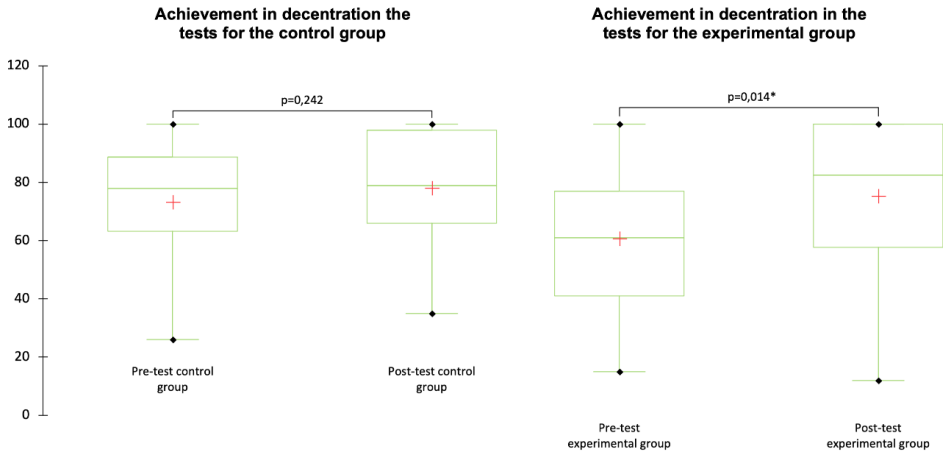 Achievement in decentration the
tests for the control group
Achievement in decentration in the
tests for the experimental group
120
100
80
60
40
20
0
p=0,242
p=0,014*
Pre-test control
group
Post-test control
group
Pre-test
experimental group
Post-test
experimental group